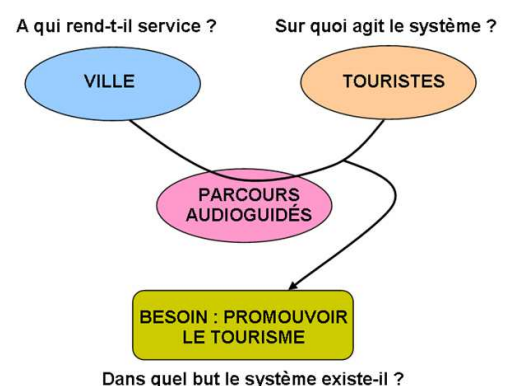 A qui rend-t-il service ?
Sur quoi agit le système ?
VILLE
TOURISTES
PARCOURS
AUDIOGUIDÉS
BESOIN : PROMOUVOIR
LE TOURISME
Dans quel but le système existe-il ?